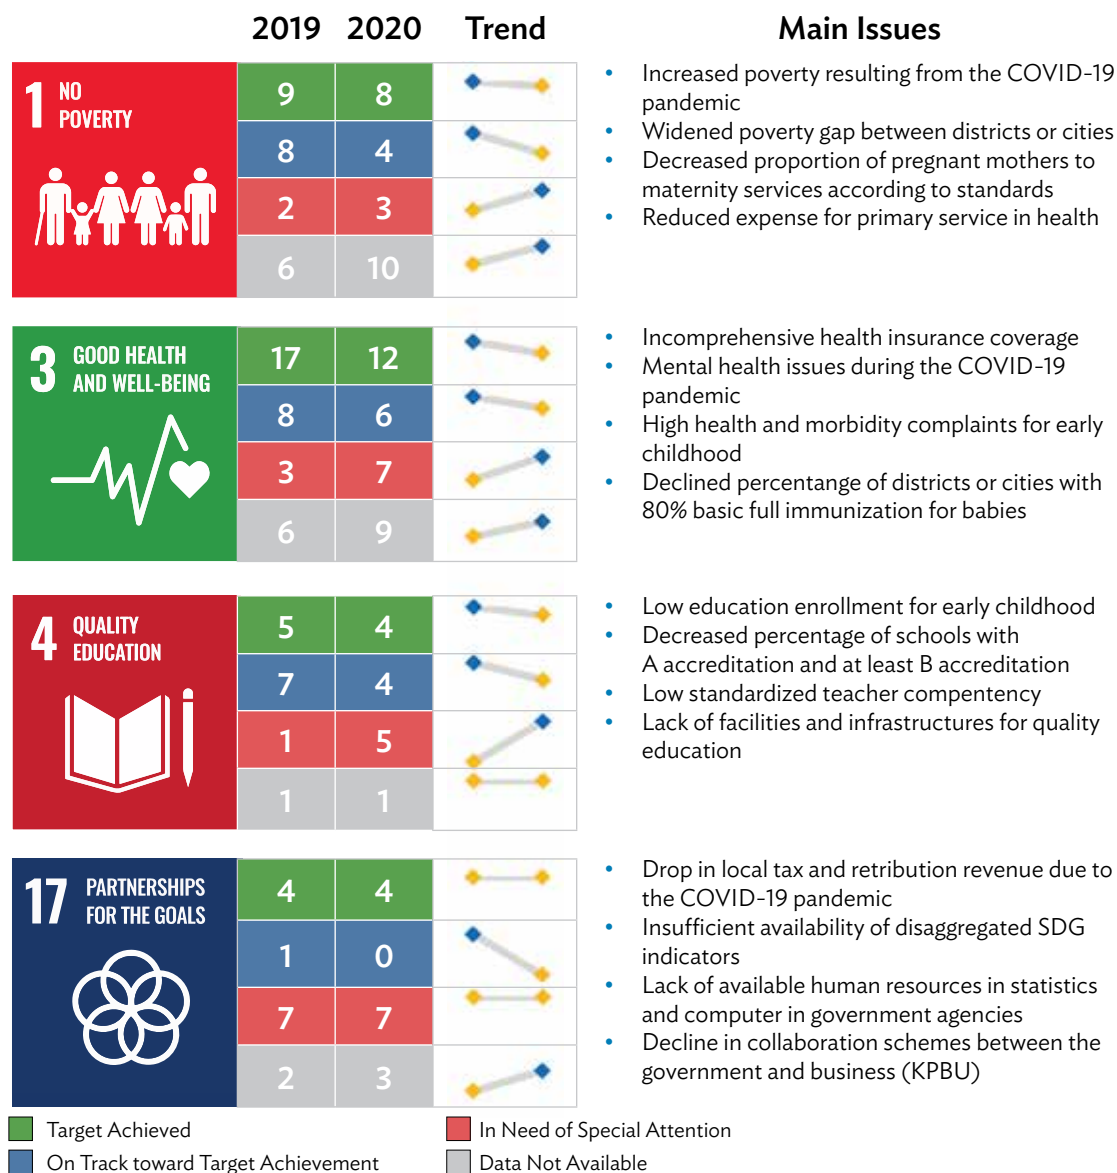 2019 2020 Trend Main Issues
1 NO
POVERTY
9 8
8 4
2 3
6 10
• Increased poverty resulting from the COVID-19
pandemic
• Widened poverty gap between districts or cities
• Decreased proportion of pregnant mothers to
maternity services according to standards
• Reduced expense for primary service in health
3 GOOD HEALTH
AND WELL-BEING
17 12
8 6
3 7
6 9
• Incomprehensive health insurance coverage
• Mental health issues during the COVID-19
pandemic
• High health and morbidity complaints for early
childhood
• Declined percentange of districts or cities with
80% basic full immunization for babies
4 QUALITY
EDUCATION
5 4
7 4
1 5
1 1
• Low education enrollment for early childhood
• Decreased percentage of schools with
A accreditation and at least B accreditation
• Low standardized teacher compentency
• Lack of facilities and infrastructures for quality
education
17 PARTNERSHIPS
FOR THE GOALS
4 4
1 0
7 7
2 3
• Drop in local tax and retribution revenue due to
the COVID-19 pandemic
• Insufficient availability of disaggregated SDG
indicators
• Lack of available human resources in statistics
and computer in government agencies
• Decline in collaboration schemes between the
government and business (KPBU)
Target Achieved
In Need of Special Attention
On Track toward Target Achievement
Data Not Available